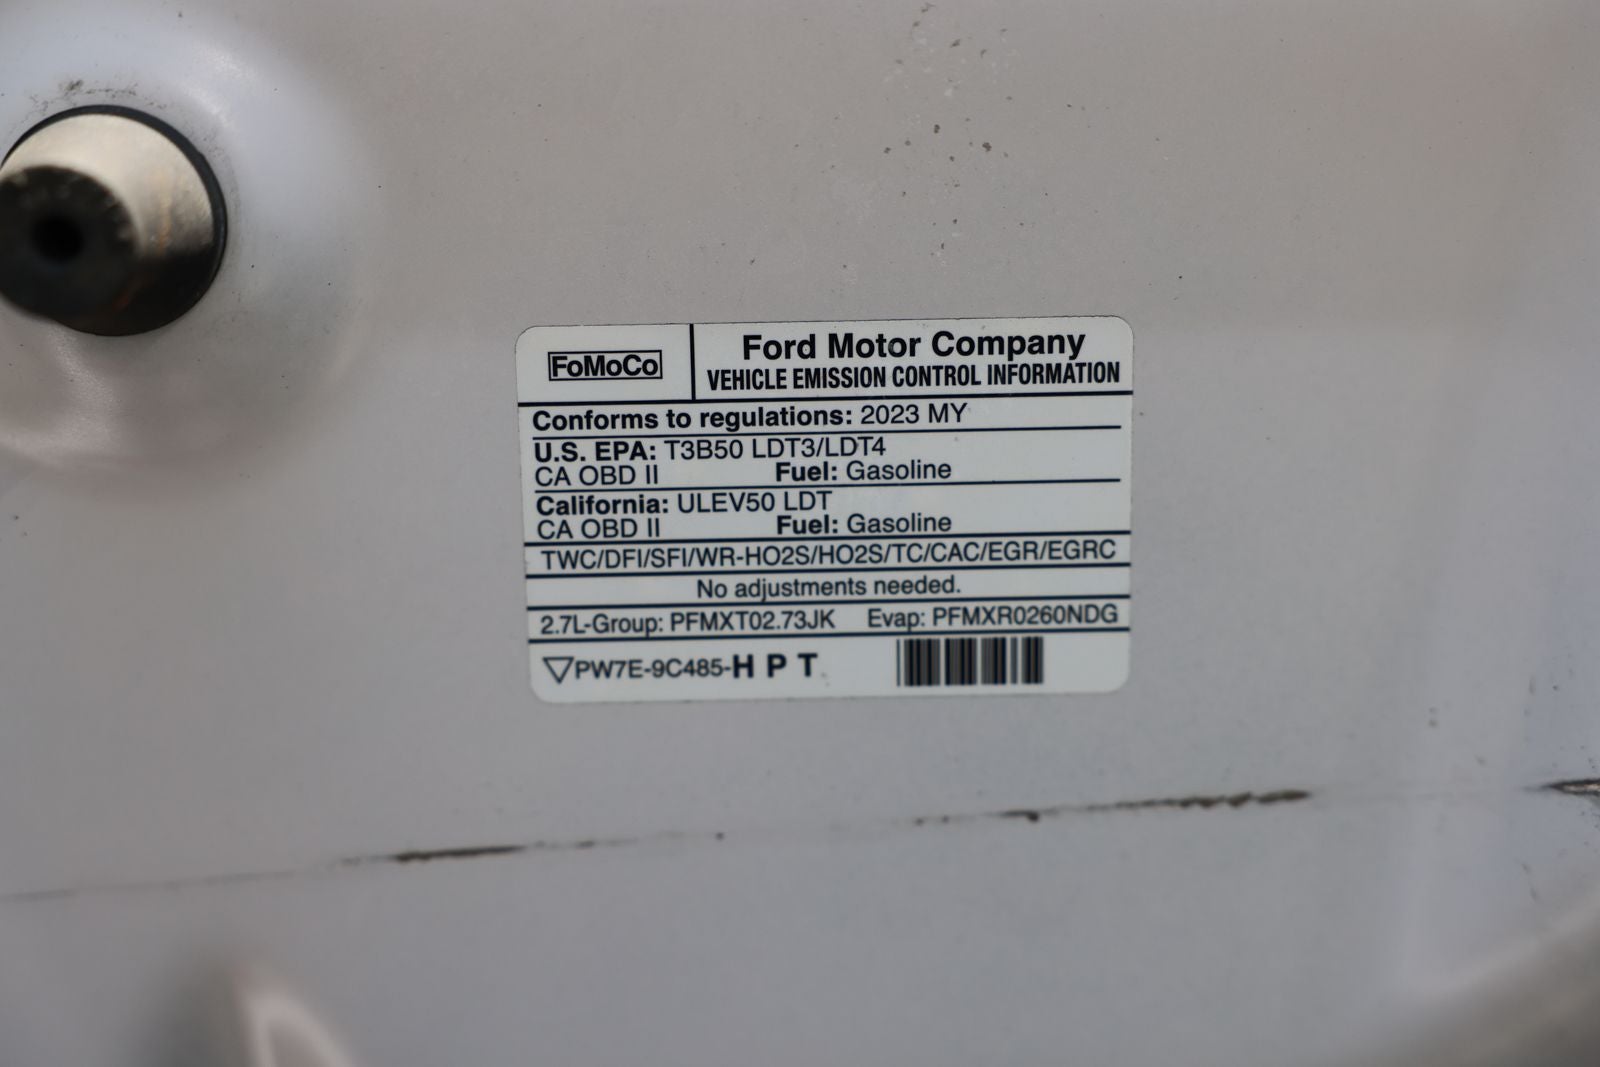 FoMoCo
Ford Motor Company
VEHICLE EMISSION CONTROL INFORMATION
Conforms to regulations: 2023 MY
U.S. EPA: T3B50 LDT3/LDT4
CA OBD II Fuel: Gasoline
California: ULEV50 LDT
CA OBD II Fuel: Gasoline
TWC/DFI/SFI/WR-HO2S/HO2S/TC/CAC/EGR/EGRC
No adjustments needed.
2.7L-Group: PFMXT02.73JK Evap: PFMXR0260NDG
PW7E-9C485-H P T